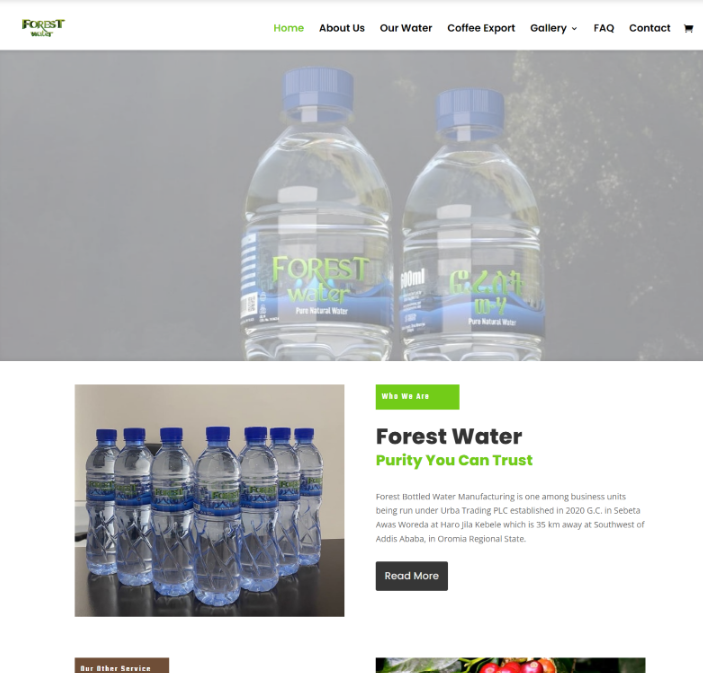 FOREST
water
Home
About Us
Our Water
Coffee Export
Gallery
FAQ
Contact
FOREST
water
Pure Natural Water
600ml
ፎረስት
ውሃ
Pure Natural Water
Who We Are
Forest Water
Purity You Can Trust
Forest Bottled Water Manufacturing is one among business units
being run under Urba Trading PLC established in 2020 G.C. in Sebeta
Awas Woreda at Haro Jila Kebele which is 35 km away at Southwest of
Addis Ababa, in Oromia Regional State.
Read More
Our Other Service